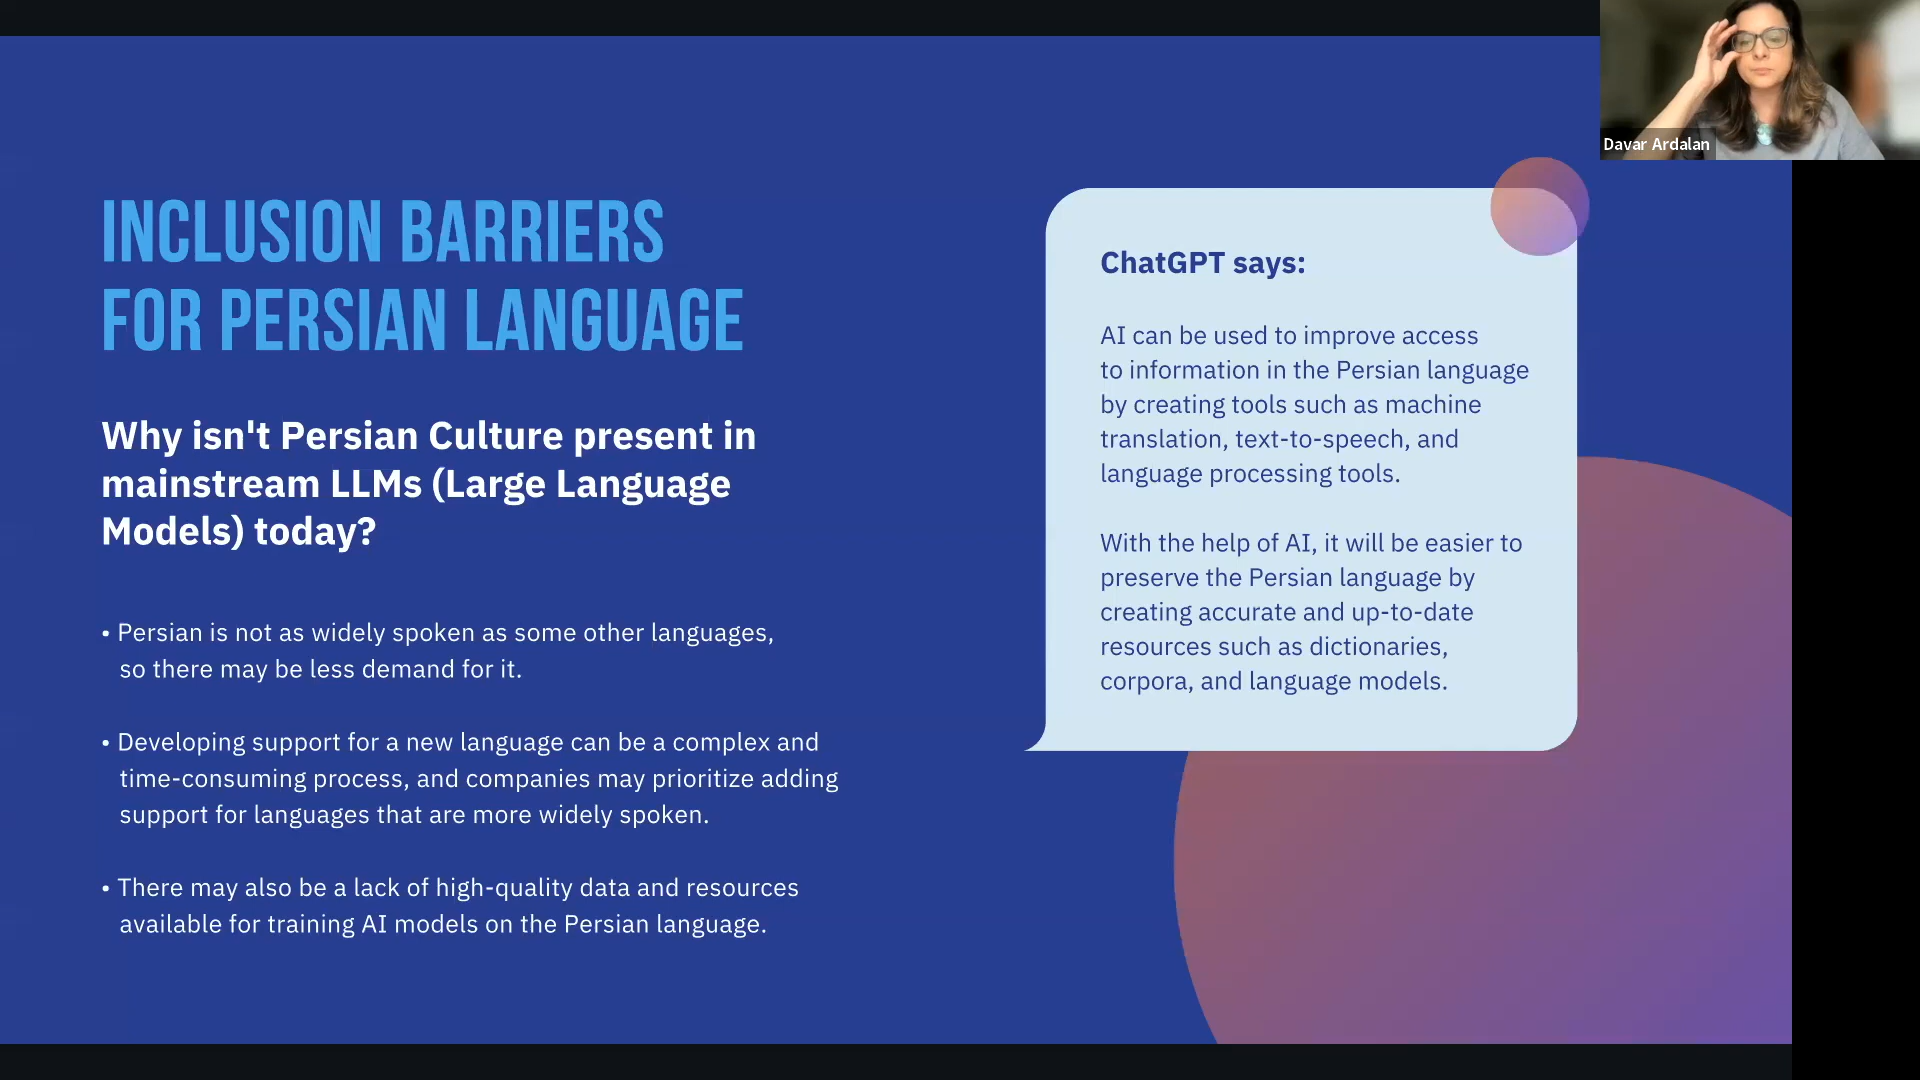 INCLUSION BARRIERS
FOR PERSIAN LANGUAGE
Why isn't Persian Culture present in
mainstream LLMs (Large Language
Models) today?
• Persian is not as widely spoken as some other languages,
so there may be less demand for it.
• Developing support for a new language can be a complex and
time-consuming process, and companies may prioritize adding
support for languages that are more widely spoken.
• There may also be a lack of high-quality data and resources
available for training AI models on the Persian language.
ChatGPT says:
AI can be used to improve access
to information in the Persian language
by creating tools such as machine
translation, text-to-speech, and
language processing tools.
With the help of AI, it will be easier to
preserve the Persian language by
creating accurate and up-to-date
resources such as dictionaries,
corpora, and language models.
Davar Ardalan